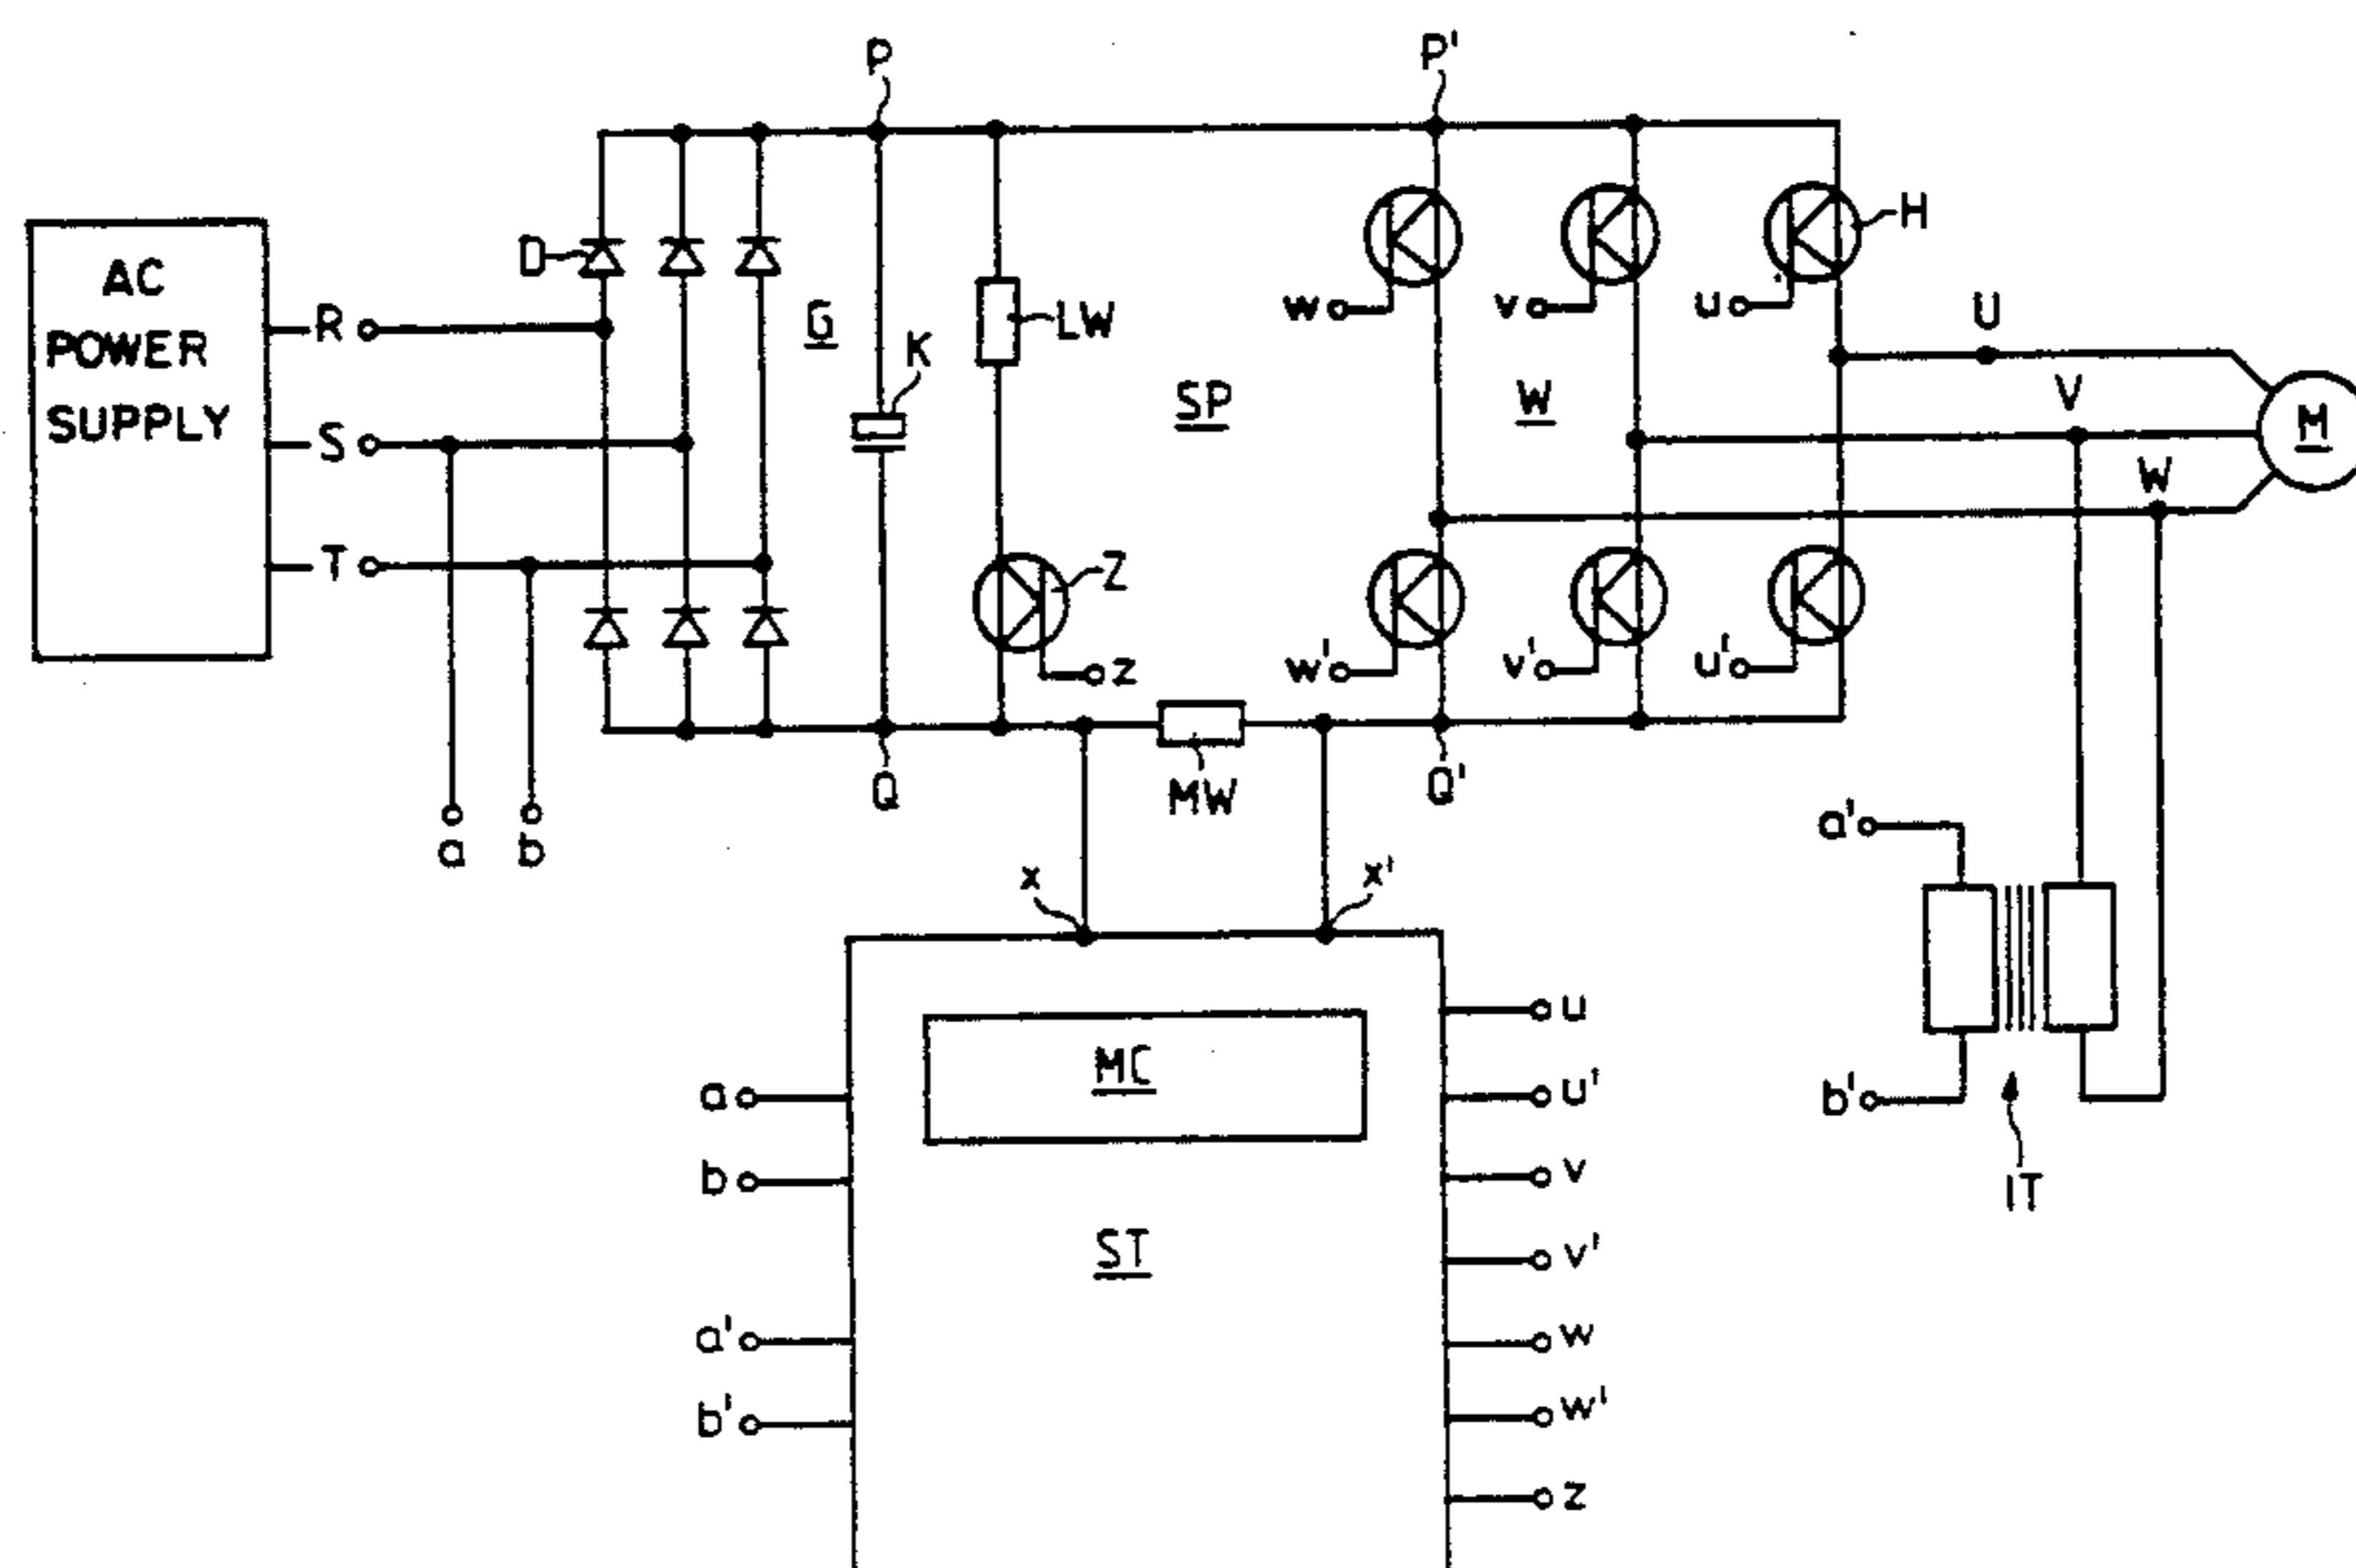 P
P'
AC
POWER
SUPPLY
D
H
R
G
K
LW
w
v
u
U
SP
W
V
M
S
W
T
Z
z
w'
v'
u'
Q
MW
Q'
a
b
a'
x
x'
b'
IT
MC
ST
a
b
a'
b'
u
u'
v
v'
w
w'
z